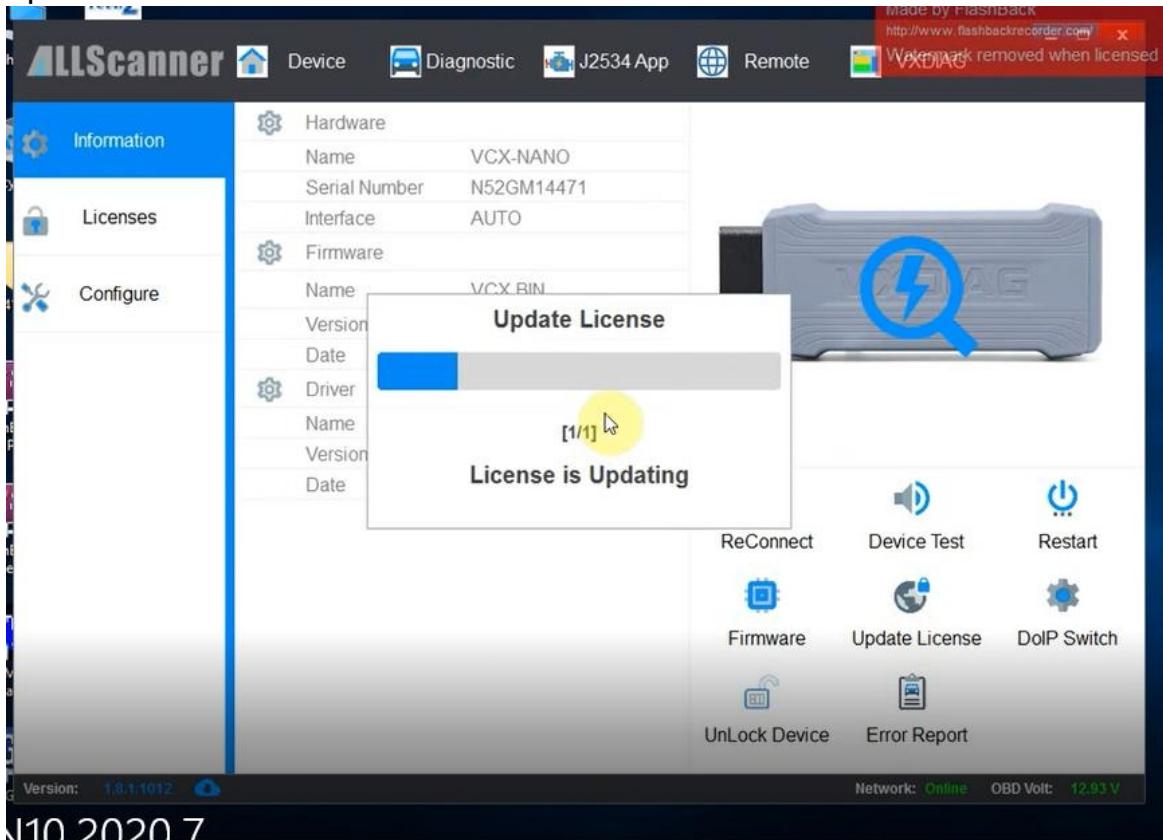 Made by FlashBack
http://www.flashbackrecorder.com/
Watermark removed when licensed
ALLScanner
Device
Diagnostic
J2534 App
Remote
VXDIAG
Information
Licenses
Configure
Hardware
Name VCX-NANO
Serial Number N52GM14471
Interface AUTO
Firmware
Name VCX.BIN
Version
Date
Driver
Name
Version
Date
Update License
[1/1]
License is Updating
VXDIAG
ReConnect
Device Test
Restart
Firmware
Update License
DoIP Switch
UnLock Device
Error Report
Version: 1.8.1.1012
Network: Online OBD Volt: 12.93 V
N10 2020.7